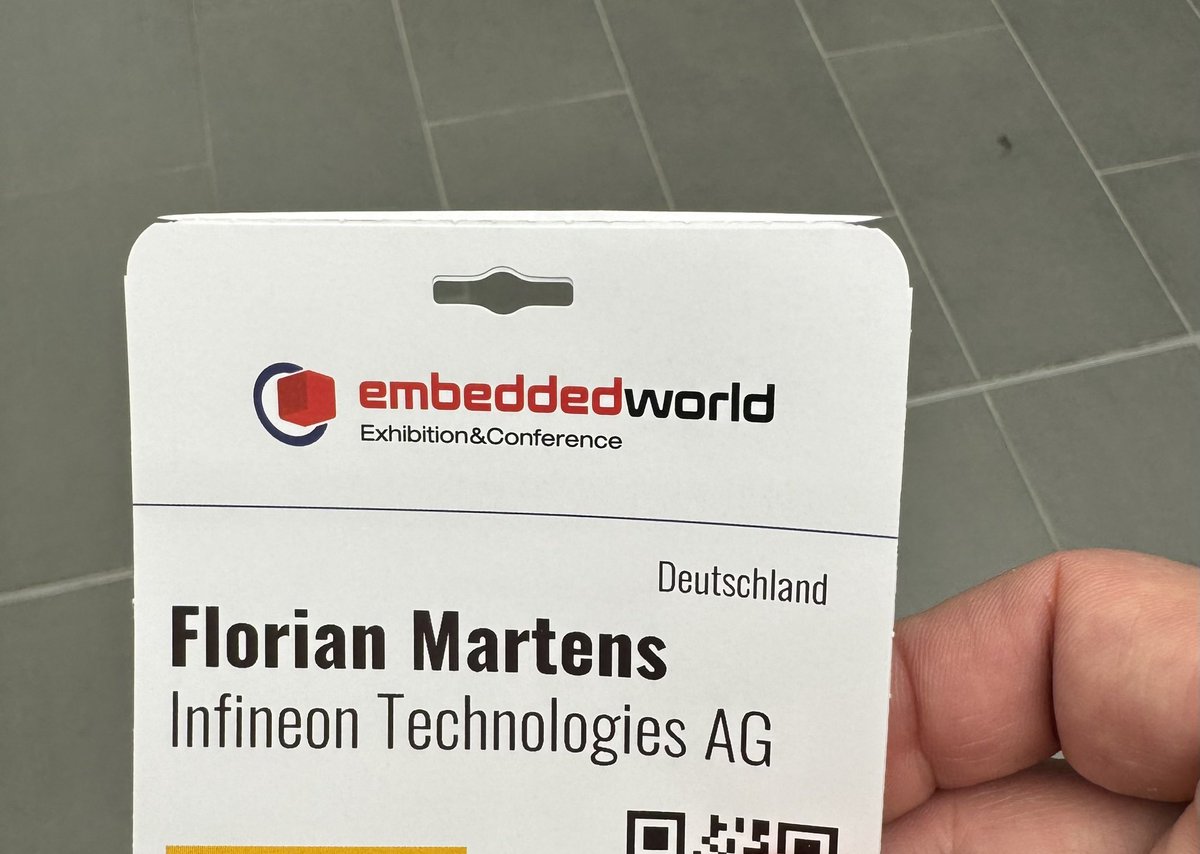 embeddedworld
Exhibition&Conference
Deutschland
Florian Martens
Infineon Technologies AG